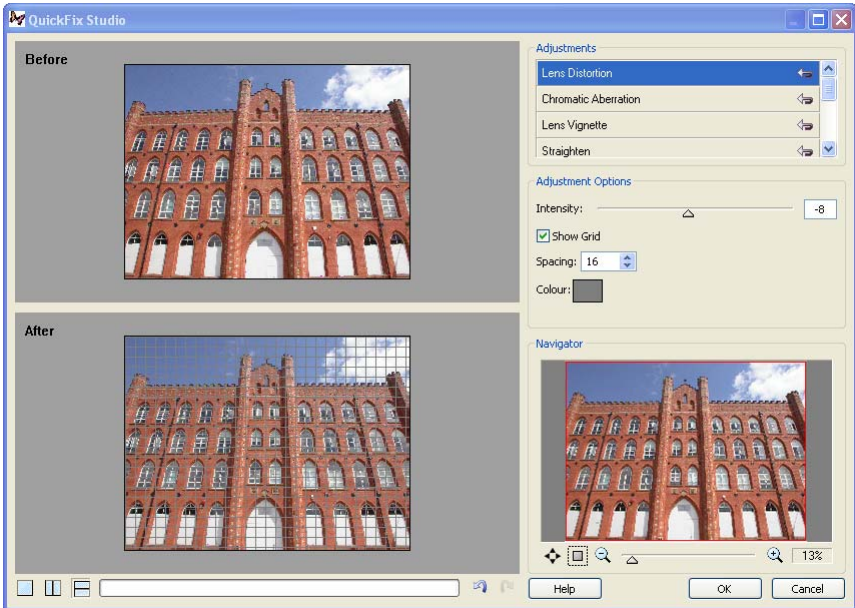 QuickFix Studio
Before
After
Adjustments
Lens Distortion
Chromatic Aberration
Lens Vignette
Straighten
Adjustment Options
Intensity: -8
Show Grid
Spacing: 16
Colour:
Navigator
13%
Help OK Cancel